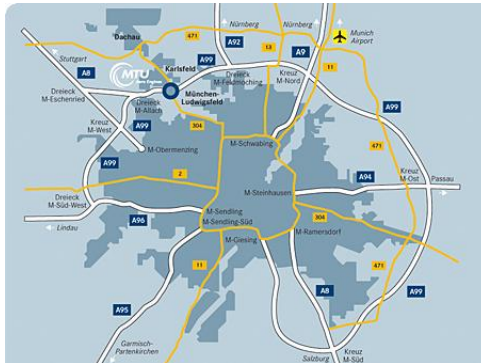 Nürnberg
Nürnberg
Munich
Airport
Dachau
471
A92
13
A9
11
Stuttgart
Karlsfeld
A99
A8
MTU
Dreieck
M-Feldmoching
Kreuz
M-Nord
Dreieck
M-Eschenried
München-
Ludwigsfeld
Dreieck
M-Allach
A99
Kreuz
M-West
A99
304
M-Obermenzing
M-Schwabing
471
A99
2
A94
Kreuz
M-Ost
Passau
M-Steinhausen
Dreieck
M-Süd-West
M-Sendling
M-Sendling-Süd
304
A96
M-Ramersdorf
Lindau
M-Giesing
11
471
A8
A99
A95
Garmisch-
Partenkirchen
Salzburg
Kreuz
M-Süd